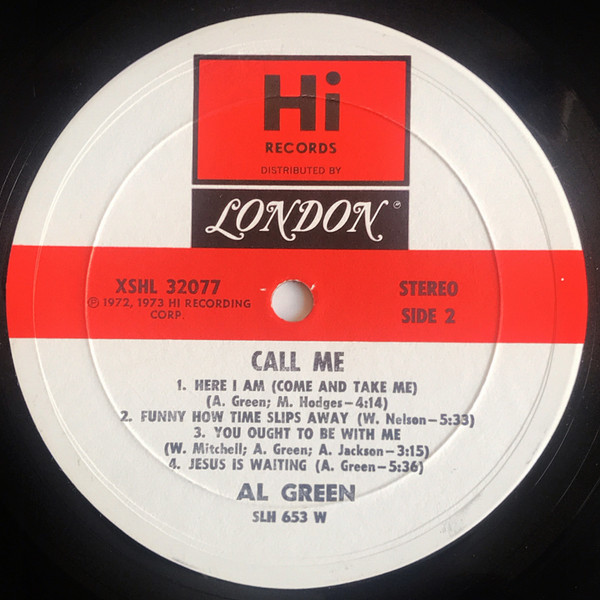 Hi
RECORDS
DISTRIBUTED BY
LONDON®
XSHL 32077
℗ 1972, 1973 HI RECORDING
CORP.
STEREO
SIDE 2
CALL ME
1. HERE I AM (COME AND TAKE ME)
(A. Green; M. Hodges—4:14)
2. FUNNY HOW TIME SLIPS AWAY (W. Nelson—5:33)
3. YOU OUGHT TO BE WITH ME
(W. Mitchell; A. Green; A. Jackson—3:15)
4. JESUS IS WAITING (A. Green—5:36)
AL GREEN
SLH 653 W